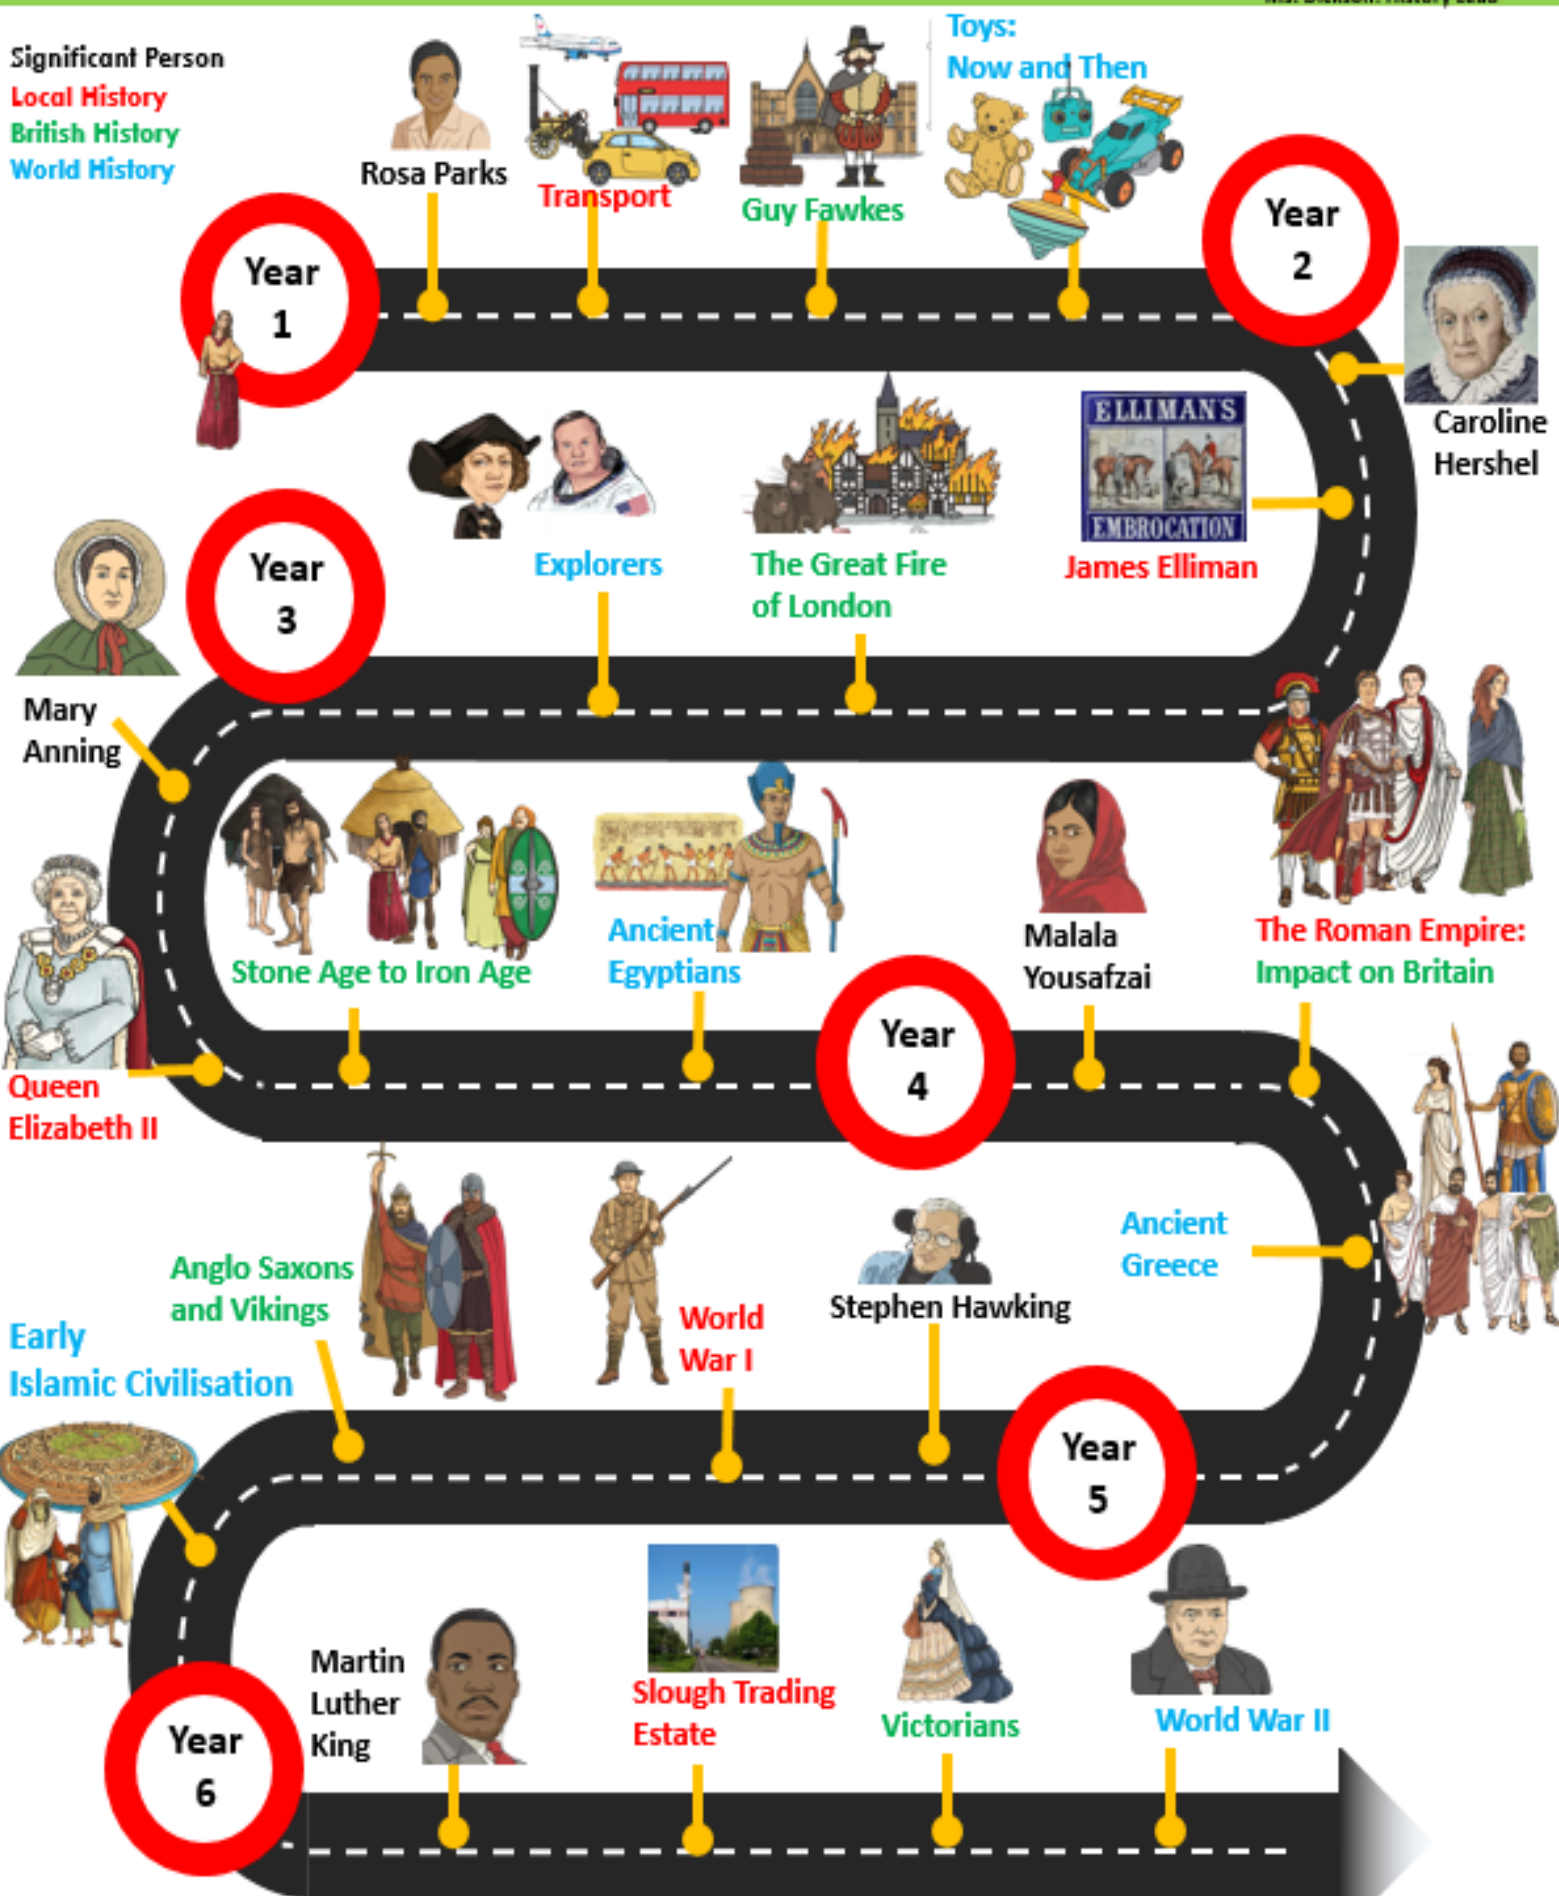 Significant Person
Local History
British History
World History
Rosa Parks
Transport
Guy Fawkes
Toys:
Now and Then
Year
1
Year
2
Caroline
Hershel
ELLIMAN'S
EMBROCATION
James Elliman
The Great Fire
of London
Explorers
Year
3
Mary
Anning
Queen
Elizabeth II
Stone Age to Iron Age
Ancient
Egyptians
Year
4
Malala
Yousafzai
The Roman Empire:
Impact on Britain
Ancient
Greece
Year
5
Stephen Hawking
World
War I
Anglo Saxons
and Vikings
Early
Islamic Civilisation
Year
6
Martin
Luther
King
Slough Trading
Estate
Victorians
World War II